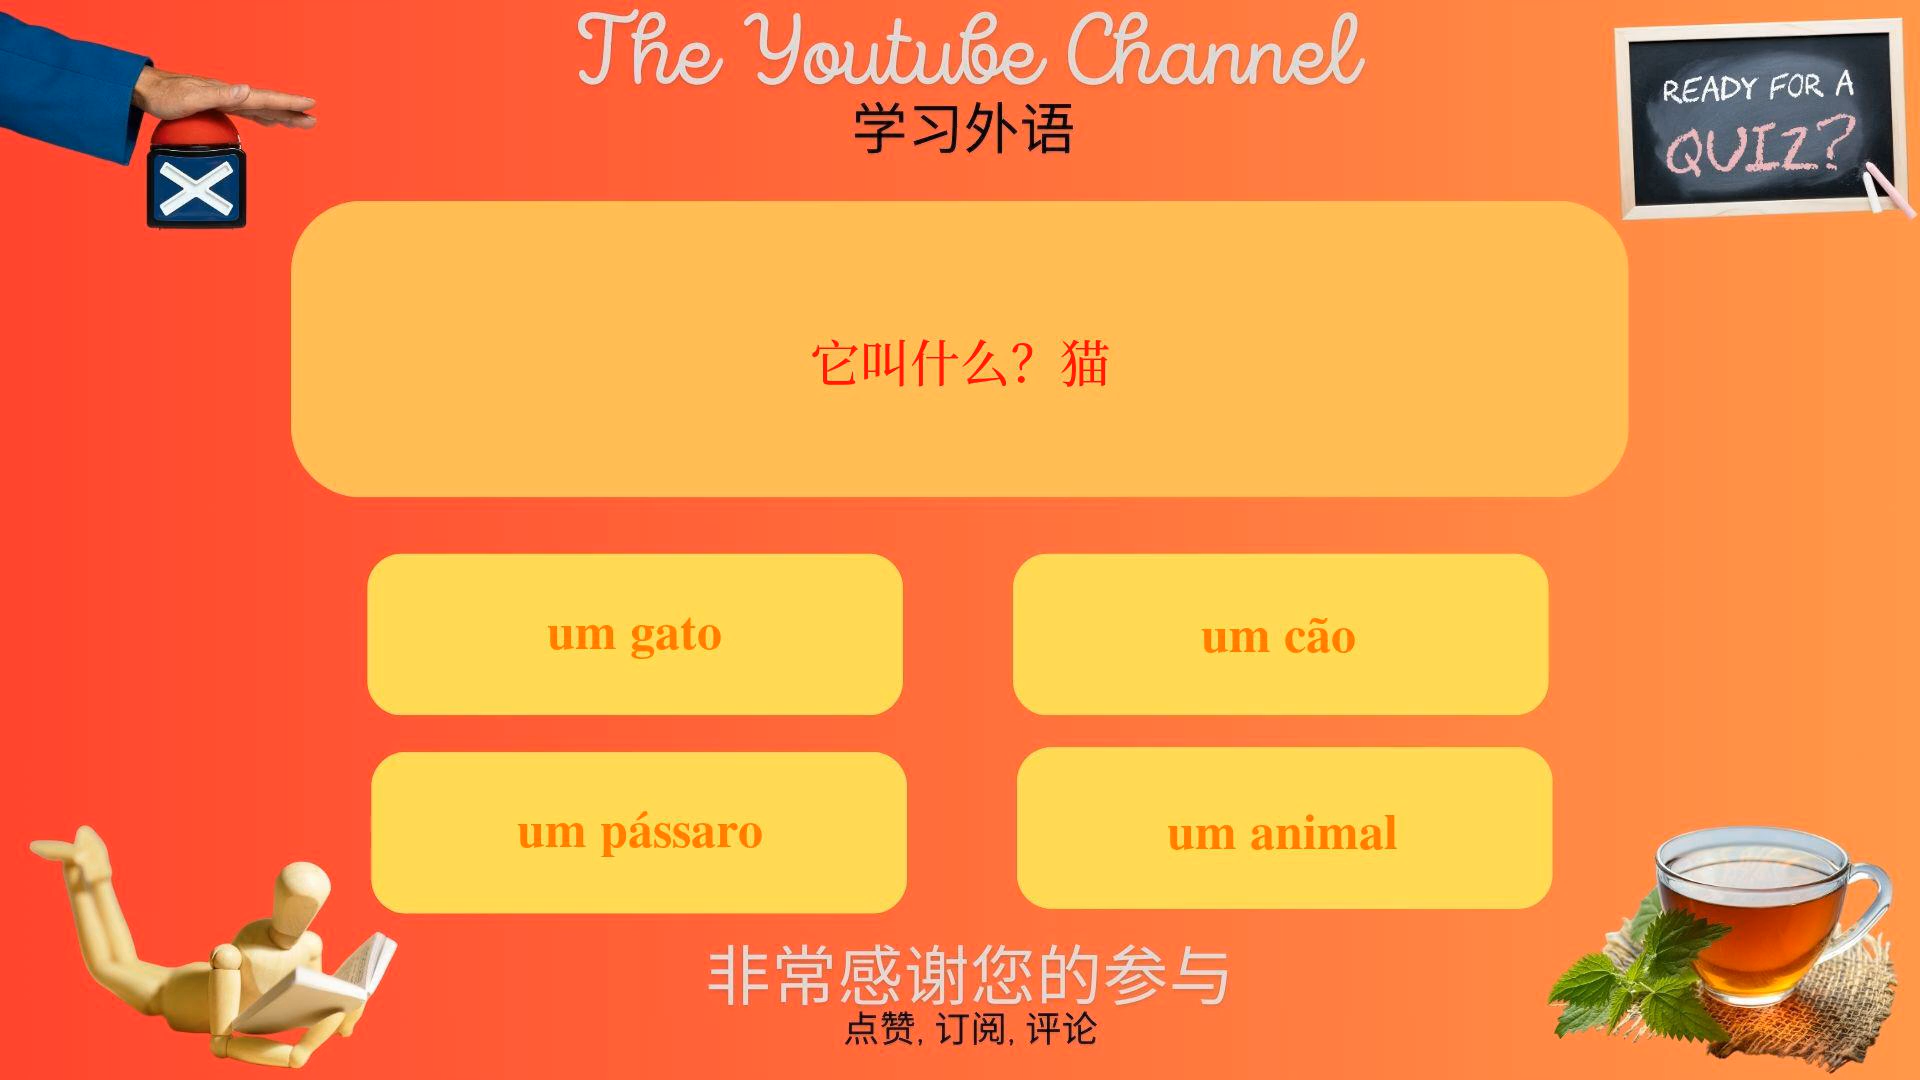 The Youtube Channel
学习外语
READY FOR A
QUIZ?
它叫什么？猫
um gato
um cão
um pássaro
um animal
非常感谢您的参与
点赞, 订阅, 评论